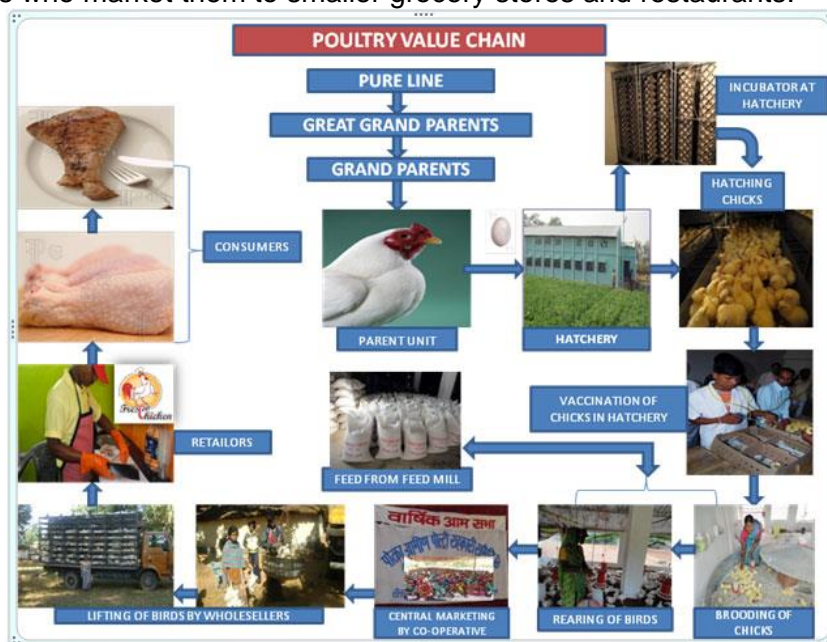 who market them to smaller grocery stores and restaurants.
POULTRY VALUE CHAIN
PURE LINE
GREAT GRAND PARENTS
GRAND PARENTS
INCUBATOR AT
HATCHERY
HATCHING
CHICKS
CONSUMERS
PARENT UNIT
HATCHERY
Chicken
RETAILORS
FEED FROM FEED MILL
VACCINATION OF
CHICKS IN HATCHERY
वार्षिक आम सभा
LIFTING OF BIRDS BY WHOLESELLERS
CENTRAL MARKETING
BY CO-OPERATIVE
REARING OF BIRDS
BROODING OF
CHICKS